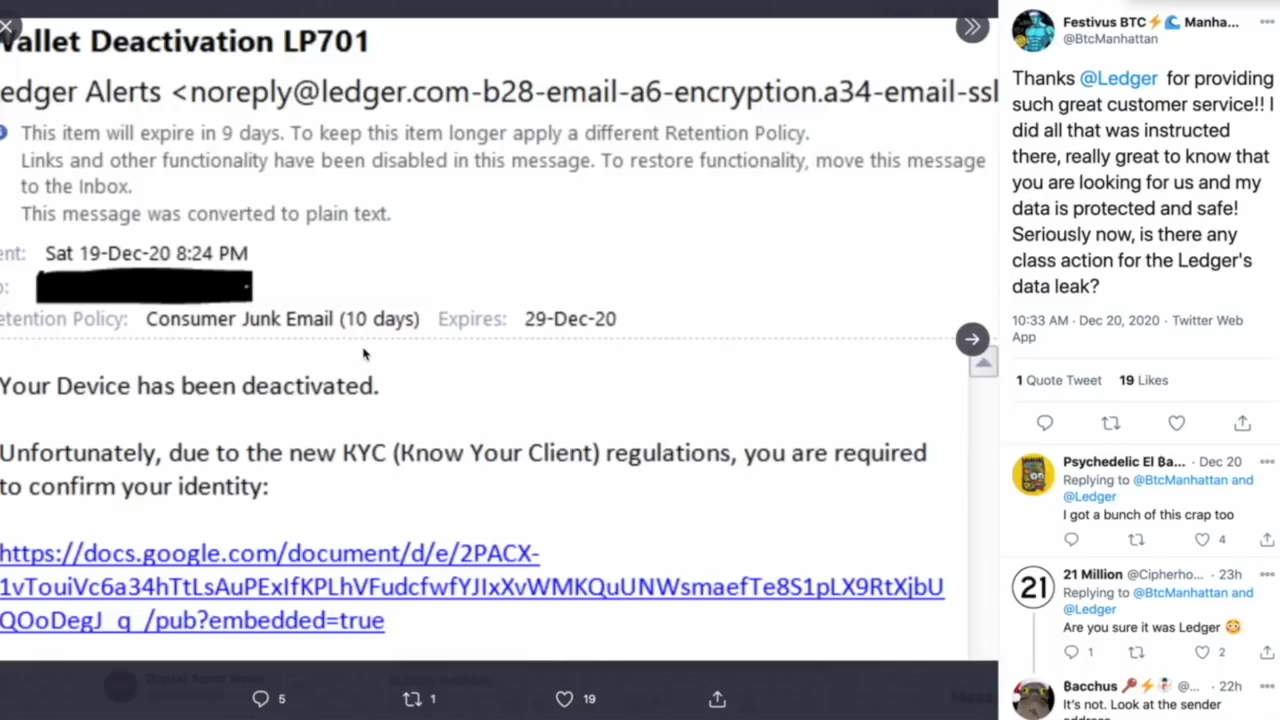 Wallet Deactivation LP701
edger Alerts <noreply@ledger.com-b28-email-a6-encryption.a34-email-ssl
This item will expire in 9 days. To keep this item longer apply a different Retention Policy.
Links and other functionality have been disabled in this message. To restore functionality, move this message
to the Inbox.
This message was converted to plain text.
ent: Sat 19-Dec-20 8:24 PM
o:
etention Policy: Consumer Junk Email (10 days) Expires: 29-Dec-20
Your Device has been deactivated.
Unfortunately, due to the new KYC (Know Your Client) regulations, you are required
to confirm your identity:
https://docs.google.com/document/d/e/2PACX-
1vTouiVc6a34hTtLsAuPExIfKPLhVFudcfwfYJIxXvWMKQuUNWsmaefTe8S1pLX9RtXjbU
QOoDegJ_q_/pub?embedded=true
5 1 19
Festivus BTC⚡🌊 Manha...
@BtcManhattan
Thanks @Ledger for providing
such great customer service!! I
did all that was instructed
there, really great to know that
you are looking for us and my
data is protected and safe!
Seriously now, is there any
class action for the Ledger's
data leak?
10:33 AM · Dec 20, 2020 · Twitter Web
App
1 Quote Tweet 19 Likes
Psychedelic El Ba... · Dec 20
Replying to @BtcManhattan and
@Ledger
I got a bunch of this crap too
4
21
21 Million @Cipherho... · 23h
Replying to @BtcManhattan and
@Ledger
Are you sure it was Ledger 😳
1 2
Bacchus 🔑⚡⛄ @... · 22h
It's not. Look at the sender
address